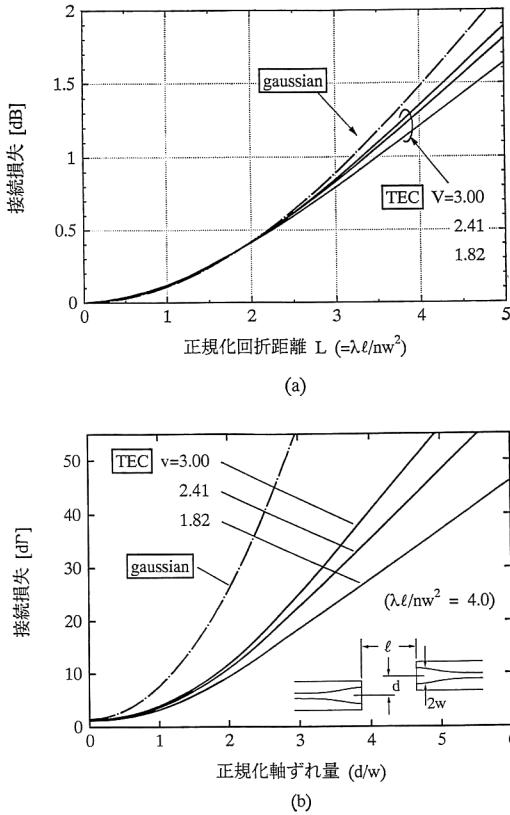 2
1.5
1
0.5
0
接続損失 [dB]
gaussian
TEC V=3.00
2.41
1.82
0 1 2 3 4 5
正規化回折距離 L (=λℓ/nw²)
(a)
50
40
30
20
10
0
接続損失 [dB]
TEC v=3.00
2.41
1.82
gaussian
(λℓ/nw² = 4.0)
ℓ
d
2w
0 1 2 3 4 5 6
正規化軸ずれ量 (d/w)
(b)